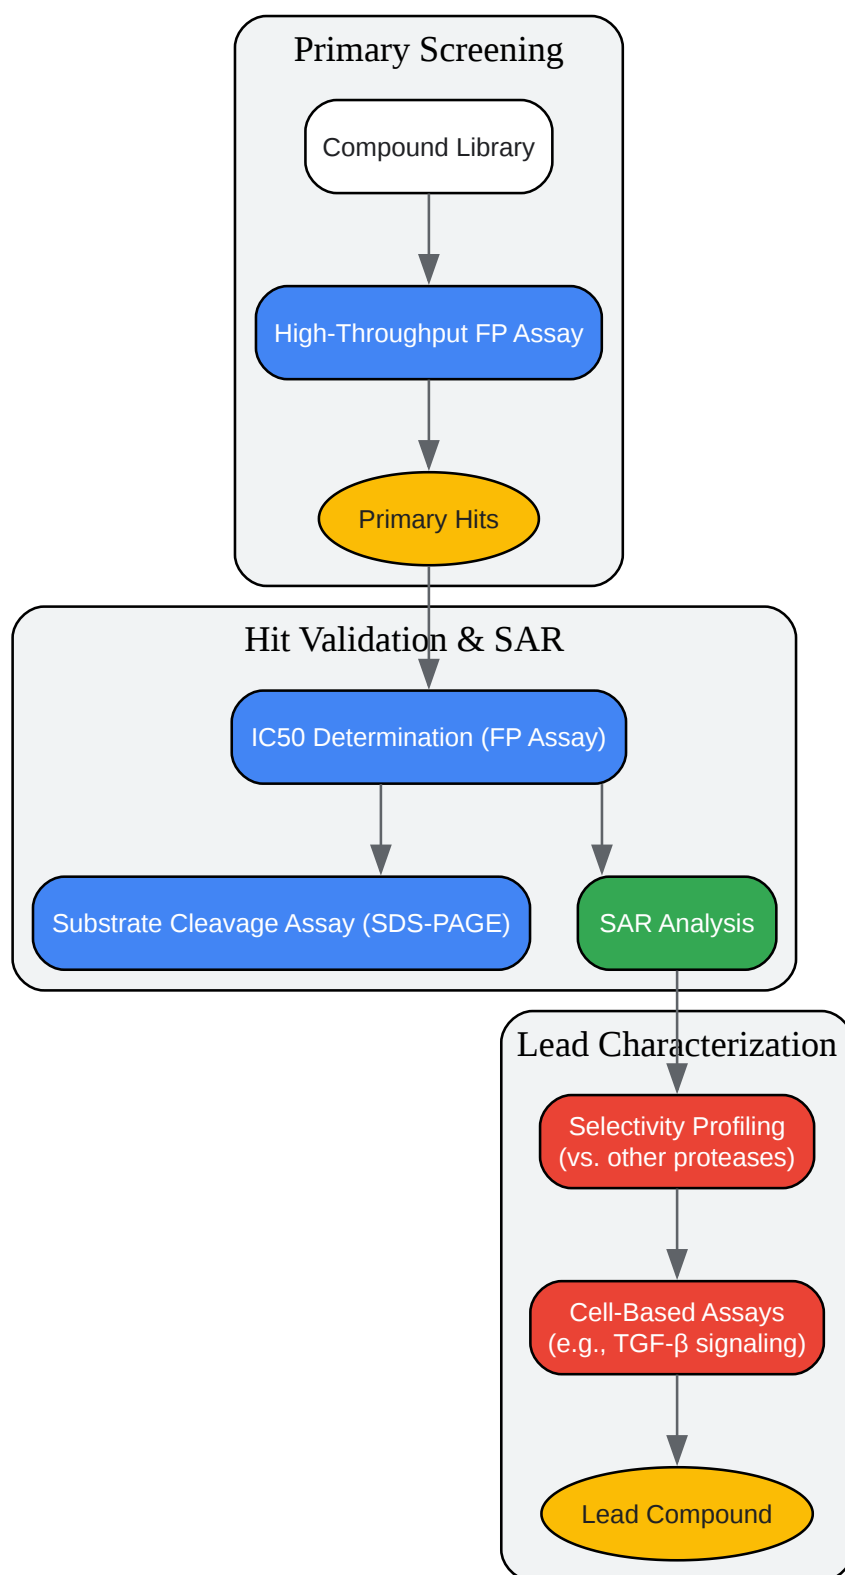 Primary Screening
Compound Library
High-Throughput FP Assay
Primary Hits
Hit Validation & SAR
IC50 Determination (FP Assay)
Substrate Cleavage Assay (SDS-PAGE)
SAR Analysis
Lead Characterization
Selectivity Profiling
(vs. other proteases)
Cell-Based Assays
(e.g., TGF-β signaling)
Lead Compound